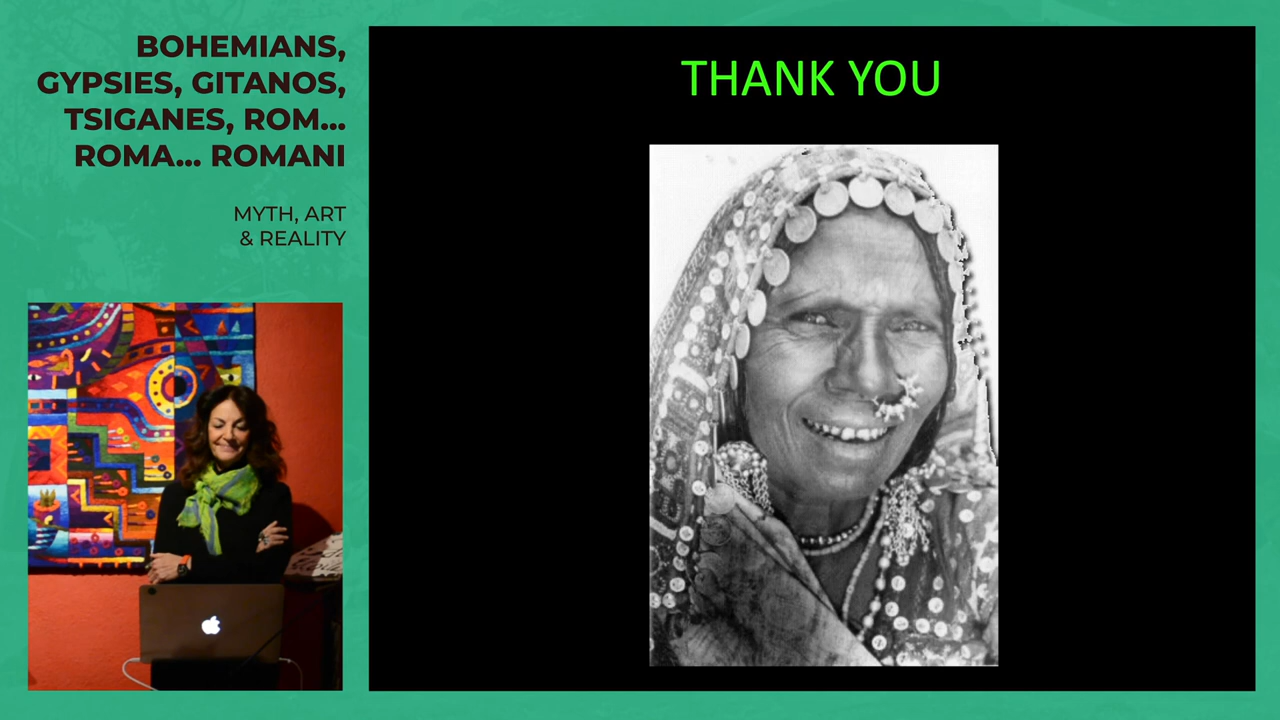 BOHEMIANS,
GYPSIES, GITANOS,
TSIGANES, ROM...
ROMA... ROMANI
MYTH, ART
& REALITY
THANK YOU